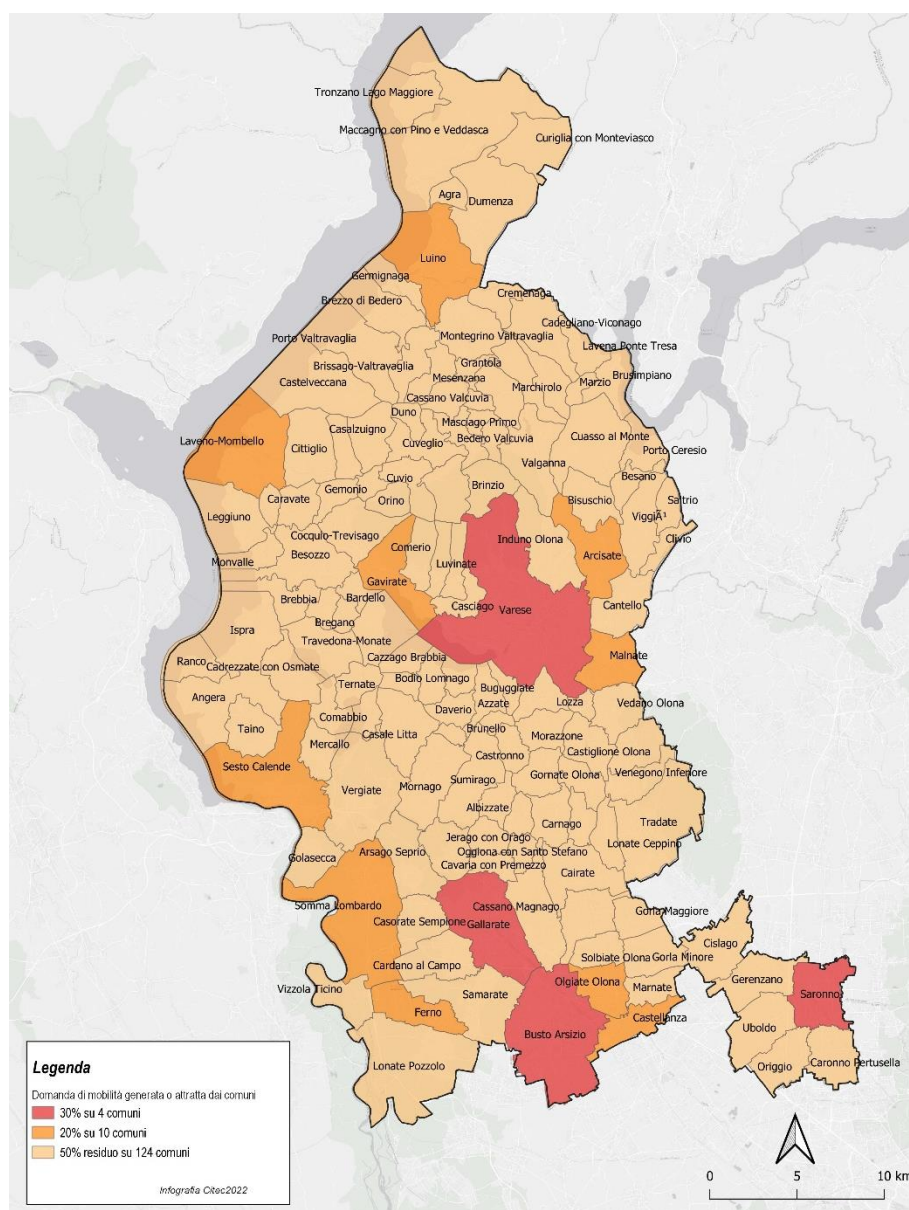 Tronzano Lago Maggiore
Maccagno con Pino e Veddasca
Curiglia con Monteviasco
Agra
Dumenza
Luino
Germignaga
Cremenaga
Brezzo di Bedero
Cadegliano-Viconago
Porto Valtravaglia
Montegrino Valtravaglia
Lavena Ponte Tresa
Brissago-Valtravaglia
Grantola
Mesenzana
Brusimpiano
Castelveccana
Marchirolo
Marzio
Cassano Valcuvia
Duno
Masciago Primo
Casalzuigno
Cuveglio
Bedero Valcuvia
Cuasso al Monte
Laveno-Mombello
Cittiglio
Porto Ceresio
Valganna
Besano
Cuvio
Brinzio
Gemonio
Caravate
Orino
Bisuschio
Saltrio
Leggiuno
ViggiÃ¹
Cocquio-Trevisago
Comerio
Induno Olona
Arcisate
Clivio
Besozzo
Monvalle
Luvinate
Gavirate
Brebbia
Bardello
Casciago
Varese
Cantello
Bregano
Ispra
Travedona-Monate
Malnate
Ranco
Cadrezzate con Osmate
Cazzago Brabbia
Ternate
Bodio Lomnago
Buguggiate
Angera
Azzate
Lozza
Vedano Olona
Comabbio
Daverio
Taino
Casale Litta
Brunello
Morazzone
Mercallo
Castronno
Castiglione Olona
Sesto Calende
Sumirago
Gornate Olona
Venegono Inferiore
Vergiate
Mornago
Albizzate
Carnago
Tradate
Jerago con Orago
Lonate Ceppino
Arsago Seprio
Oggiona con Santo Stefano
Golasecca
Cavaria con Premezzo
Cairate
Somma Lombardo
Cassano Magnago
Gorla Maggiore
Casorate Sempione
Gallarate
Cislago
Solbiate Olona
Gorla Minore
Cardano al Campo
Gerenzano
Vizzola Ticino
Samarate
Olgiate Olona
Marnate
Saronno
Ferno
Castellanza
Busto Arsizio
Uboldo
Lonate Pozzolo
Origgio
Caronno Pertusella
Legenda
Domanda di mobilità generata o attratta dai comuni
30% su 4 comuni
20% su 10 comuni
50% residuo su 124 comuni
Infografia Citec2022
0 5 10 km